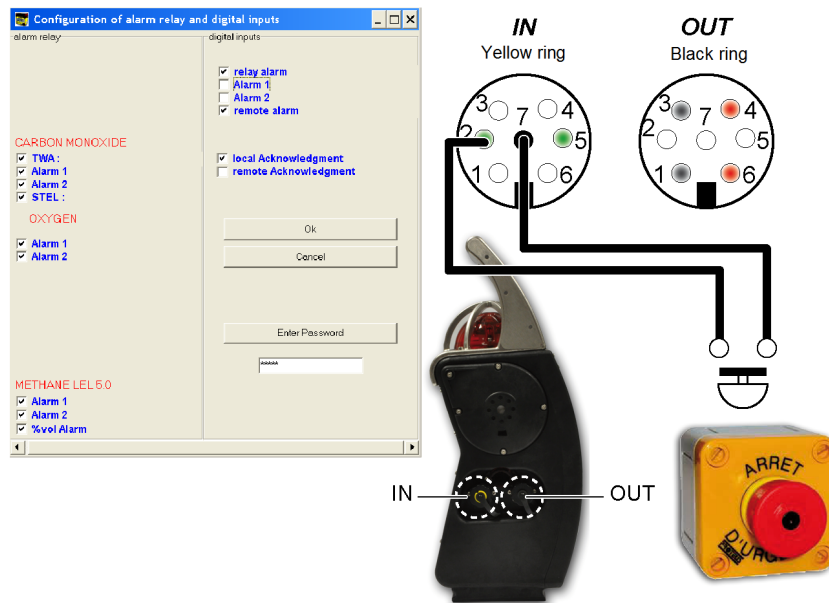 Configuration of alarm relay and digital inputs
alarm relay
digital inputs
relay alarm
Alarm 1
Alarm 2
remote alarm
CARBON MONOXIDE
TWA :
Alarm 1
Alarm 2
STEL :
local Acknowledgment
remote Acknowledgment
OXYGEN
Alarm 1
Alarm 2
Ok
Cancel
Enter Password
*****
METHANE LEL 5.0
Alarm 1
Alarm 2
%vol Alarm
IN
Yellow ring
3
4
7
2
5
1
6
OUT
Black ring
3
4
7
2
5
1
6
IN
OUT
ARRET